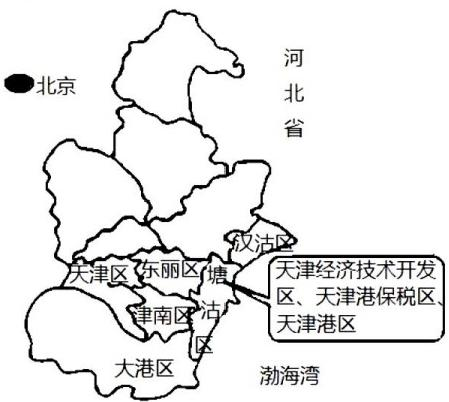 河
北
省
北京
汉沽区
天津区
东丽区
塘
沽
区
津南区
大港区
天津经济技术开发
区、天津港保税区、
天津港区
渤海湾